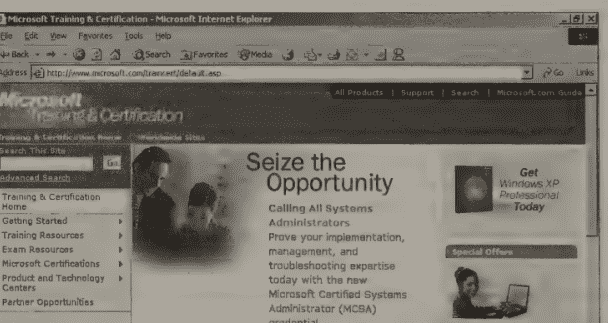 Microsoft Training & Certification - Microsoft Internet Explorer
File Edit View Favorites Tools Help
Back Search Favorites Media
Address http://www.microsoft.com/traincert/default.asp Go Links
All Products | Support | Search | Microsoft.com Guide
Microsoft
Training & Certification
Training & Certification Home Worldwide Sites
Search This Site
Go
Advanced Search
Training & Certification
Home
Getting Started
Training Resources
Exam Resources
Microsoft Certifications
Product and Technology
Centers
Partner Opportunities
Seize the
Opportunity
Calling All Systems
Administrators
Prove your implementation,
management, and
troubleshooting expertise
today with the new
Microsoft Certified Systems
Administrator (MCSA)
credential
Get
Windows XP
Professional
Today
Special Offers